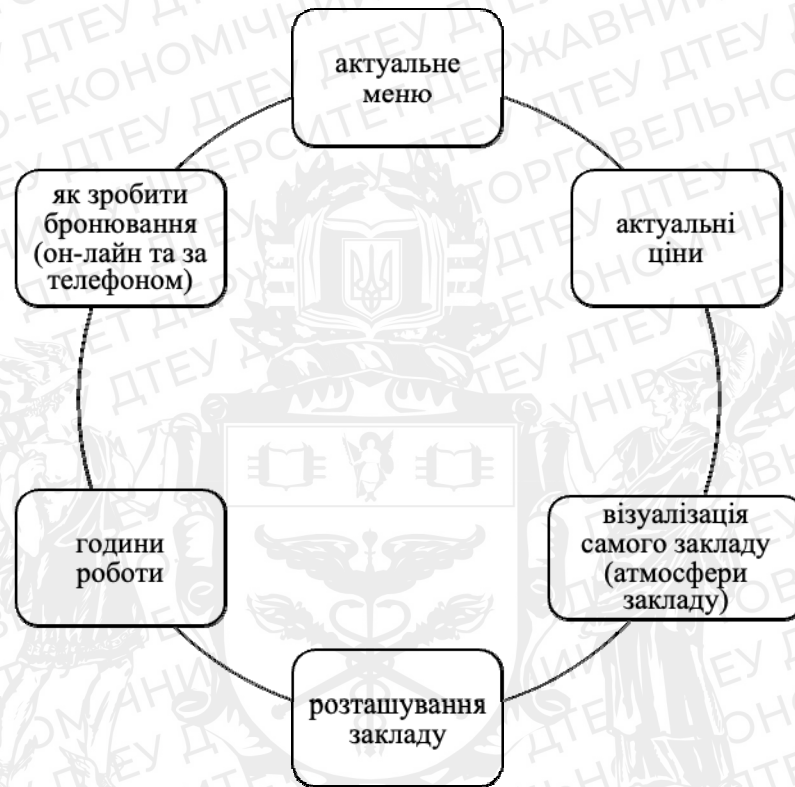 актуальне
меню
актуальні
ціни
візуалізація
самого закладу
(атмосфери
закладу)
розташування
закладу
години
роботи
як зробити
бронювання
(он-лайн та за
телефоном)